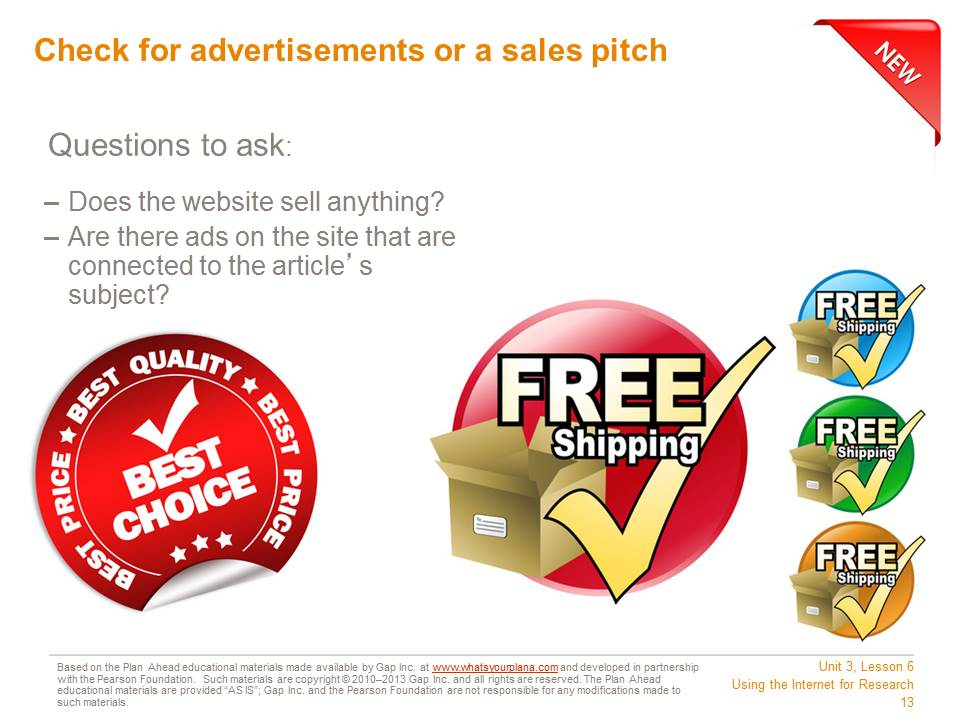 Check for advertisements or a sales pitch
NEW
Questions to ask:
– Does the website sell anything?
– Are there ads on the site that are
connected to the article’ s
subject?
BEST PRICE ★ BEST QUALITY ★ BEST PRICE
BEST
CHOICE
FREE
Shipping
FREE
Shipping
FREE
Shipping
FREE
Shipping
Based on the Plan Ahead educational materials made available by Gap Inc. at www.whatsyourplana.com and developed in partnership
with the Pearson Foundation. Such materials are copyright © 2010–2013 Gap Inc. and all rights are reserved. The Plan Ahead
educational materials are provided “AS IS”; Gap Inc. and the Pearson Foundation are not responsible for any modifications made to
such materials.
Unit 3, Lesson 6
Using the Internet for Research
13